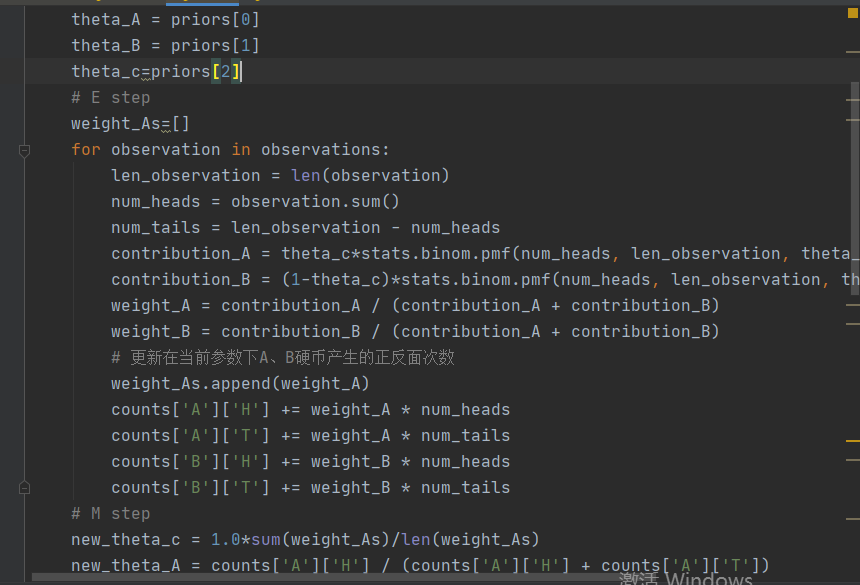 theta_A = priors[0]
theta_B = priors[1]
theta_c=priors[2]
# E step
weight_As=[]
for observation in observations:
len_observation = len(observation)
num_heads = observation.sum()
num_tails = len_observation - num_heads
contribution_A = theta_c*stats.binom.pmf(num_heads, len_observation, theta_
contribution_B = (1-theta_c)*stats.binom.pmf(num_heads, len_observation, th
weight_A = contribution_A / (contribution_A + contribution_B)
weight_B = contribution_B / (contribution_A + contribution_B)
# 更新在当前参数下A、B硬币产生的正反面次数
weight_As.append(weight_A)
counts['A']['H'] += weight_A * num_heads
counts['A']['T'] += weight_A * num_tails
counts['B']['H'] += weight_B * num_heads
counts['B']['T'] += weight_B * num_tails
# M step
new_theta_c = 1.0*sum(weight_As)/len(weight_As)
new_theta_A = counts['A']['H'] / (counts['A']['H'] + counts['A']['T'])
激活 Windows